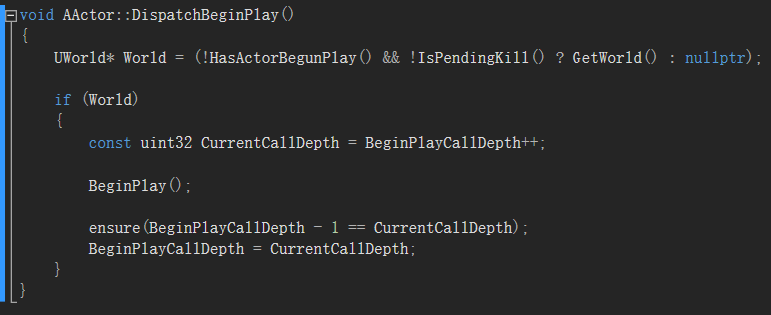 void AActor::DispatchBeginPlay()
{
UWorld* World = (!HasActorBegunPlay() && !IsPendingKill() ? GetWorld() : nullptr);
if (World)
{
const uint32 CurrentCallDepth = BeginPlayCallDepth++;
BeginPlay();
ensure(BeginPlayCallDepth - 1 == CurrentCallDepth);
BeginPlayCallDepth = CurrentCallDepth;
}
}